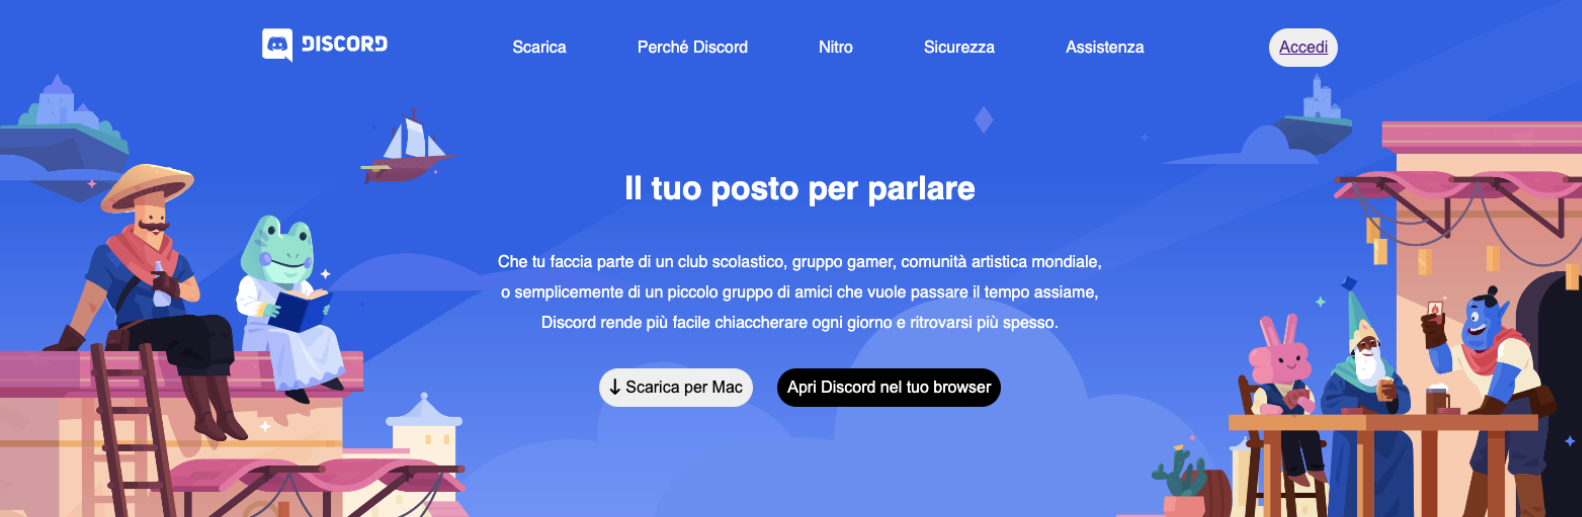 DISCORD
Scarica
Perché Discord
Nitro
Sicurezza
Assistenza
Accedi
Il tuo posto per parlare
Che tu faccia parte di un club scolastico, gruppo gamer, comunità artistica mondiale,
o semplicemente di un piccolo gruppo di amici che vuole passare il tempo assiame,
Discord rende più facile chiaccherare ogni giorno e ritrovarsi più spesso.
↓ Scarica per Mac
Apri Discord nel tuo browser